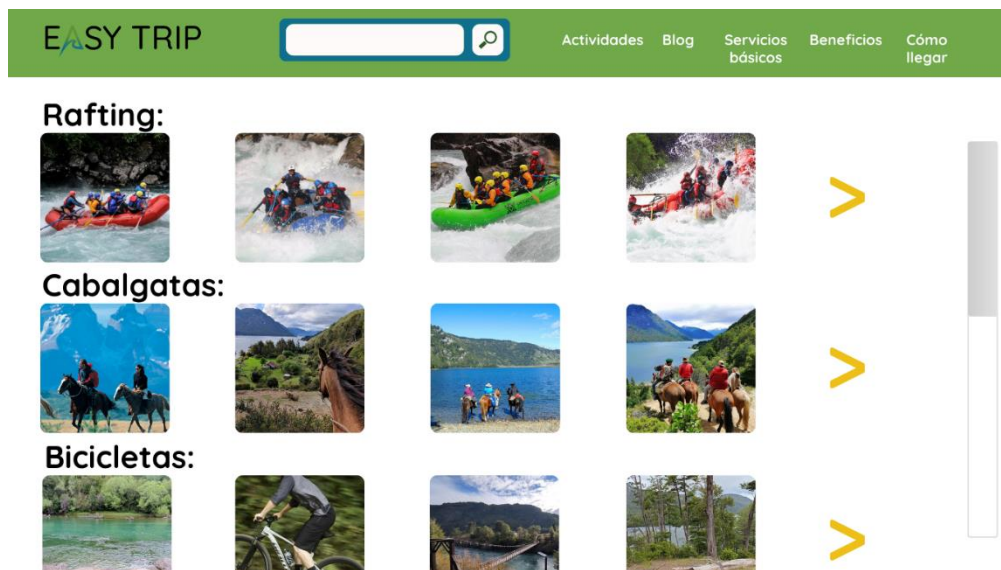 EASY TRIP
Actividades
Blog
Servicios
básicos
Beneficios
Cómo
llegar
Rafting:
>
Cabalgatas:
>
Bicicletas:
>